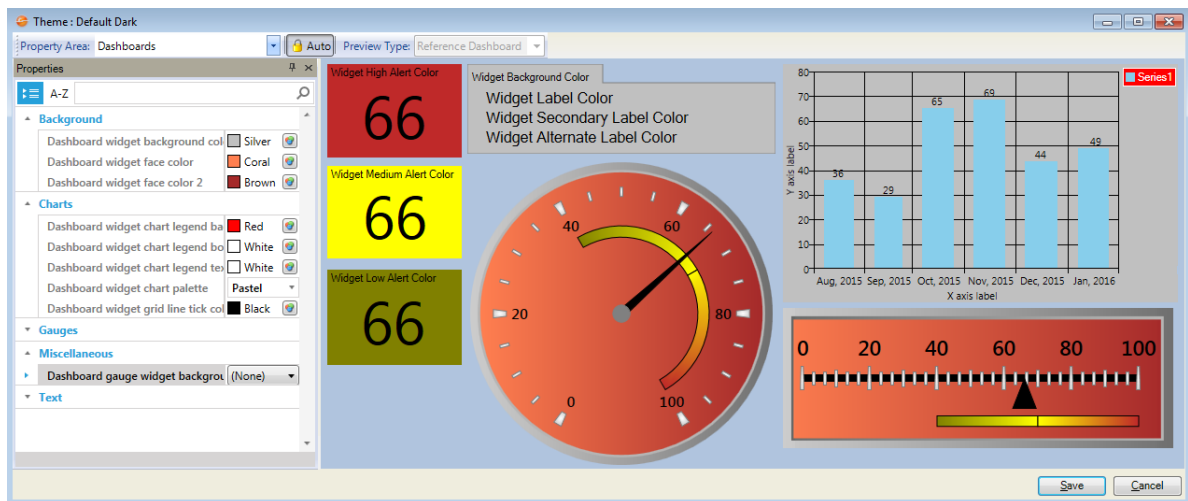 Theme : Default Dark
Property Area: Dashboards Auto Preview Type: Reference Dashboard
Properties
A-Z
Background
Dashboard widget background col Silver
Dashboard widget face color Coral
Dashboard widget face color 2 Brown
Charts
Dashboard widget chart legend ba Red
Dashboard widget chart legend bo White
Dashboard widget chart legend tex White
Dashboard widget chart palette Pastel
Dashboard widget grid line tick col Black
Gauges
Miscellaneous
Dashboard gauge widget backgrou (None)
Text
Widget High Alert Color
66
Widget Medium Alert Color
66
Widget Low Alert Color
66
Widget Background Color
Widget Label Color
Widget Secondary Label Color
Widget Alternate Label Color
40 60
20 80
0 100
Series1
Y axis label
80
70
60
50
40
30
20
10
0
36 29 65 69 44 49
Aug, 2015 Sep, 2015 Oct, 2015 Nov, 2015 Dec, 2015 Jan, 2016
X axis label
0 20 40 60 80 100
Save Cancel